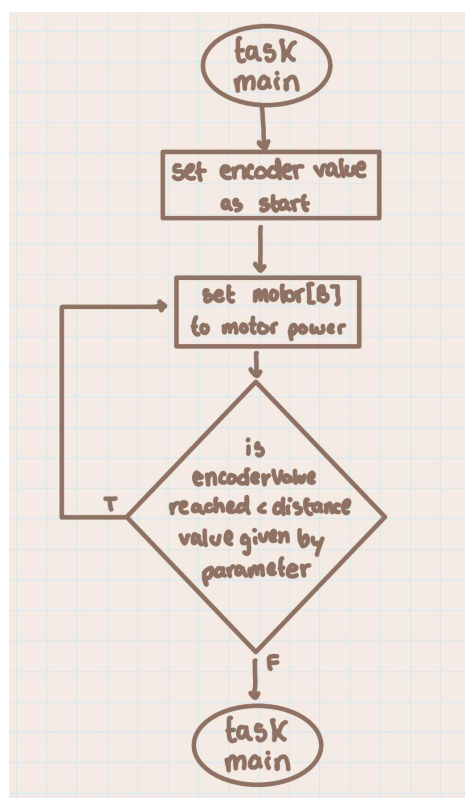 task
main
set encoder value
as start
set motor[B]
to motor power
is
encoderValue
reached < distance
value given by
parameter
T
F
task
main